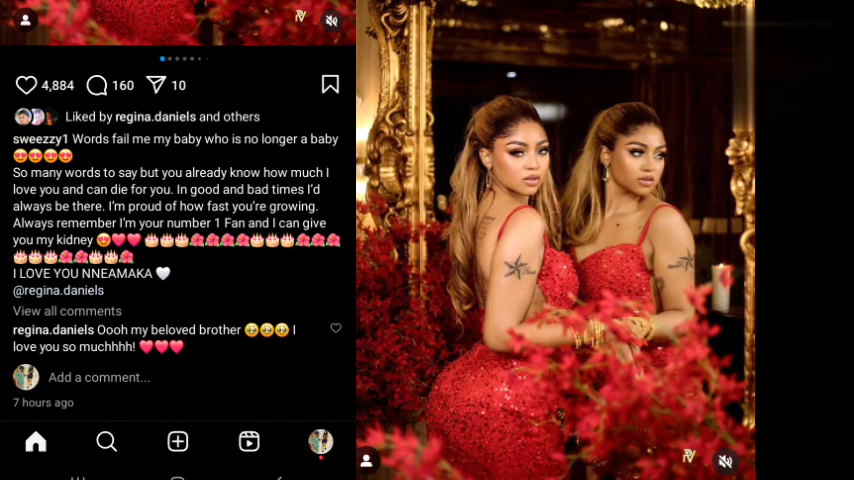 4,884 160 10
Liked by regina.daniels and others
sweezzy1 Words fail me my baby who is no longer a baby
😍😍😍😍
So many words to say but you already know how much I
love you and can die for you. In good and bad times I'd
always be there. I'm proud of how fast you're growing.
Always remember I'm your number 1 Fan and I can give
you my kidney 😍❤️❤️🎂🎂🎂🌺🌺🌺🌺🎂🎂🎂🌺🌺🌺
🎂🎂🎂🌺🌺🎂🎂🌺
I LOVE YOU NNEAMAKA 🤍
@regina.daniels
View all comments
regina.daniels Oooh my beloved brother 🥹🥹🥹 I
love you so muchhhh! ❤️❤️❤️
Add a comment...
7 hours ago